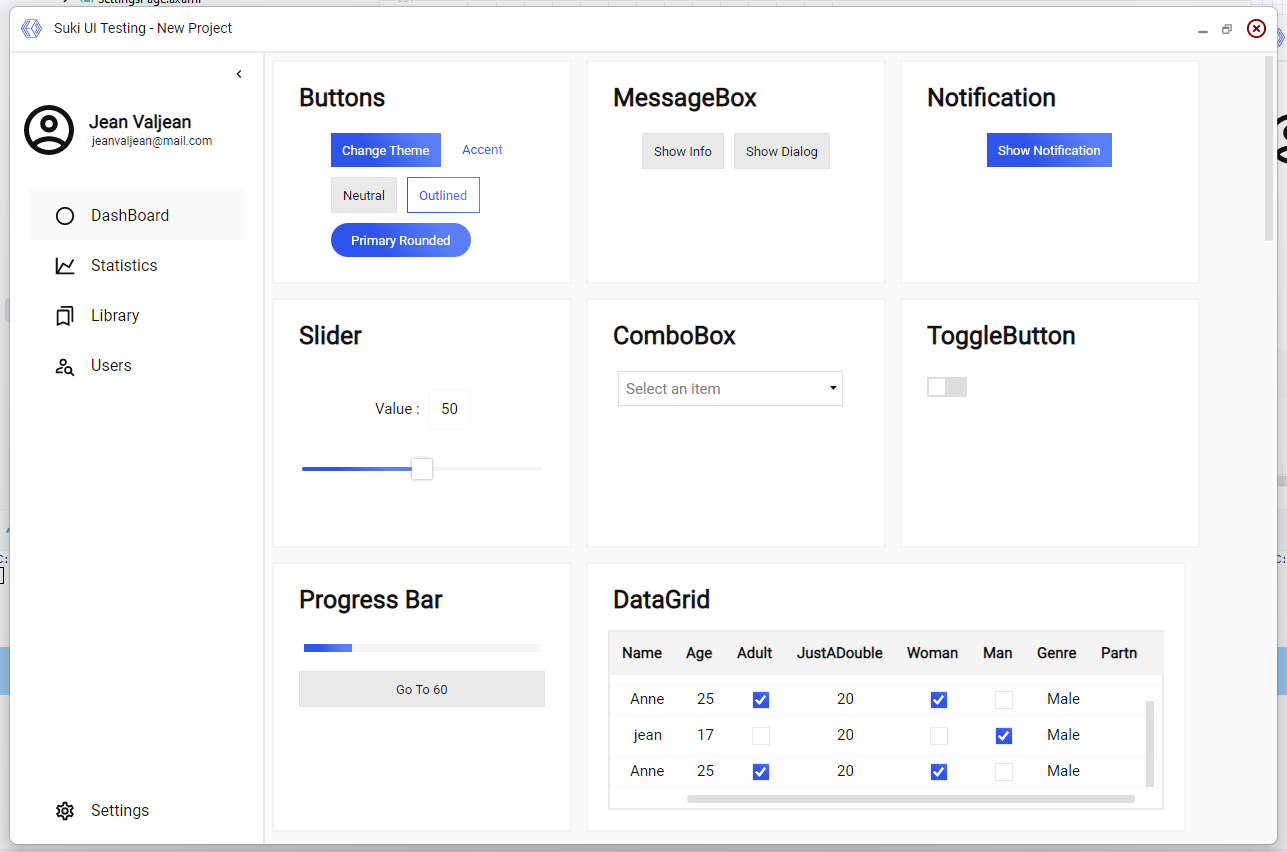 SettingsPage.axaml
Suki UI Testing - New Project
Jean Valjean
jeanvaljean@mail.com
DashBoard
Statistics
Library
Users
Settings
Buttons
Change Theme
Accent
Neutral
Outlined
Primary Rounded
MessageBox
Show Info
Show Dialog
Notification
Show Notification
Slider
Value : 50
ComboBox
Select an item
ToggleButton
Progress Bar
Go To 60
DataGrid
Name Age Adult JustADouble Woman Man Genre Partn
Anne 25 20 Male
jean 17 20 Male
Anne 25 20 Male
C:
C: